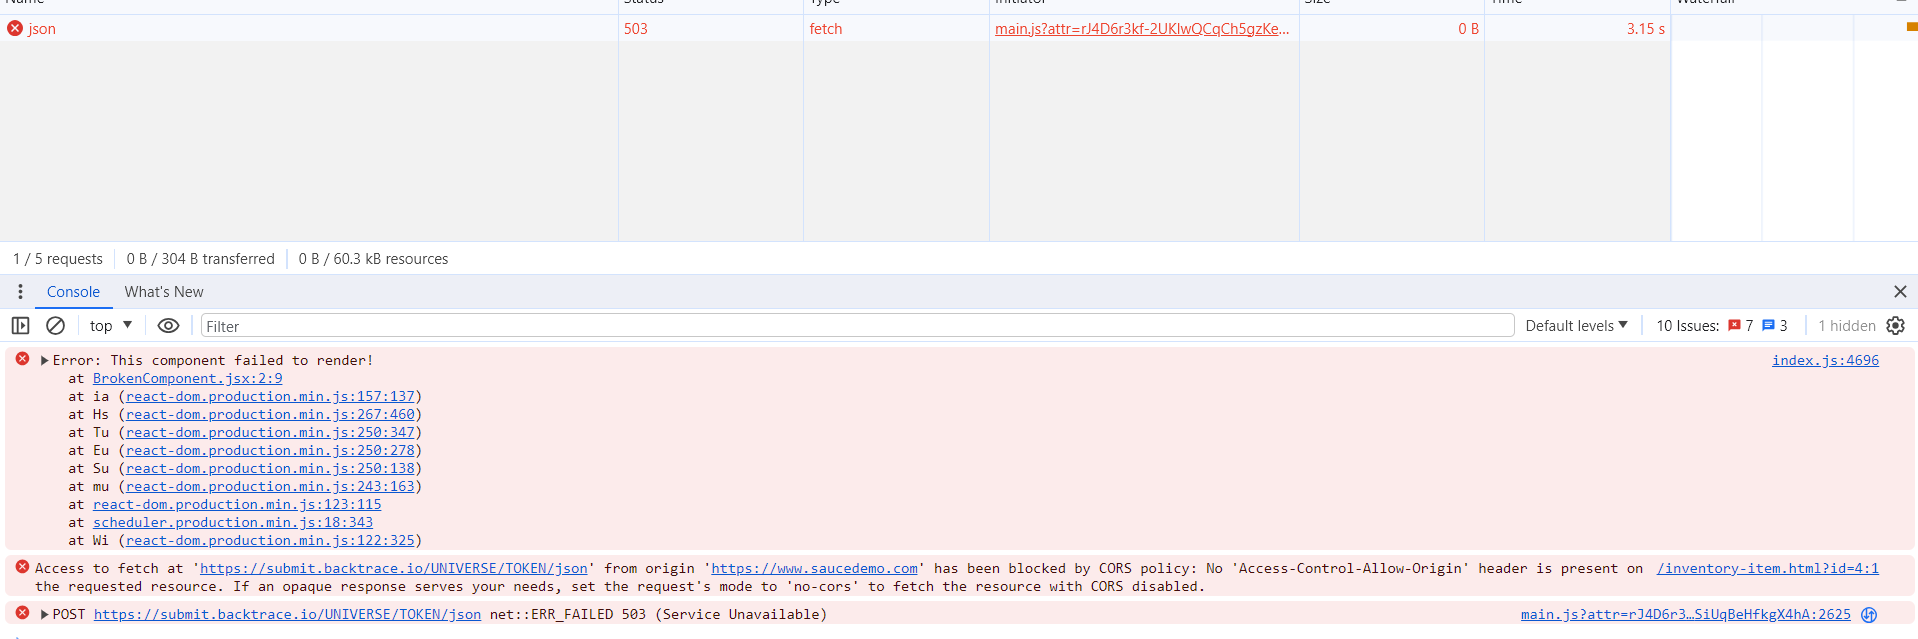 Name Status Type Initiator Size Time Waterfall
json 503 fetch main.js?attr=rJ4D6r3kf-2UKIwQCqCh5gzKe... 0 B 3.15 s
1 / 5 requests 0 B / 304 B transferred 0 B / 60.3 kB resources
Console What's New
top Filter Default levels 10 Issues: 7 3 1 hidden
Error: This component failed to render! index.js:4696
at BrokenComponent.jsx:2:9
at ia (react-dom.production.min.js:157:137)
at Hs (react-dom.production.min.js:267:460)
at Tu (react-dom.production.min.js:250:347)
at Eu (react-dom.production.min.js:250:278)
at Su (react-dom.production.min.js:250:138)
at mu (react-dom.production.min.js:243:163)
at react-dom.production.min.js:123:115
at scheduler.production.min.js:18:343
at Wi (react-dom.production.min.js:122:325)
Access to fetch at 'https://submit.backtrace.io/UNIVERSE/TOKEN/json' from origin 'https://www.saucedemo.com' has been blocked by CORS policy: No 'Access-Control-Allow-Origin' header is present on /inventory-item.html?id=4:1
the requested resource. If an opaque response serves your needs, set the request's mode to 'no-cors' to fetch the resource with CORS disabled.
POST https://submit.backtrace.io/UNIVERSE/TOKEN/json net::ERR_FAILED 503 (Service Unavailable) main.js?attr=rJ4D6r3…SiUqBeHfkgX4hA:2625